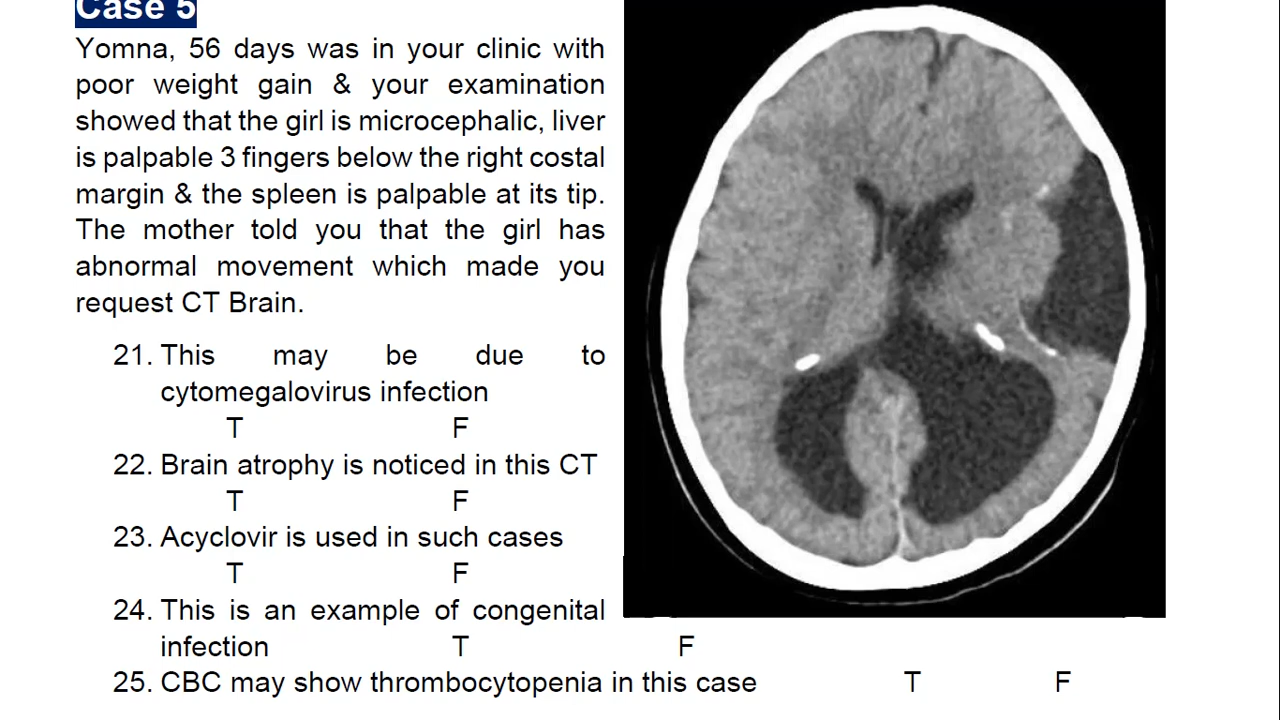 Case 5
Yomna, 56 days was in your clinic with
poor weight gain & your examination
showed that the girl is microcephalic, liver
is palpable 3 fingers below the right costal
margin & the spleen is palpable at its tip.
The mother told you that the girl has
abnormal movement which made you
request CT Brain.
21. This may be due to
cytomegalovirus infection
T F
22. Brain atrophy is noticed in this CT
T F
23. Acyclovir is used in such cases
T F
24. This is an example of congenital
infection T F
25. CBC may show thrombocytopenia in this case T F